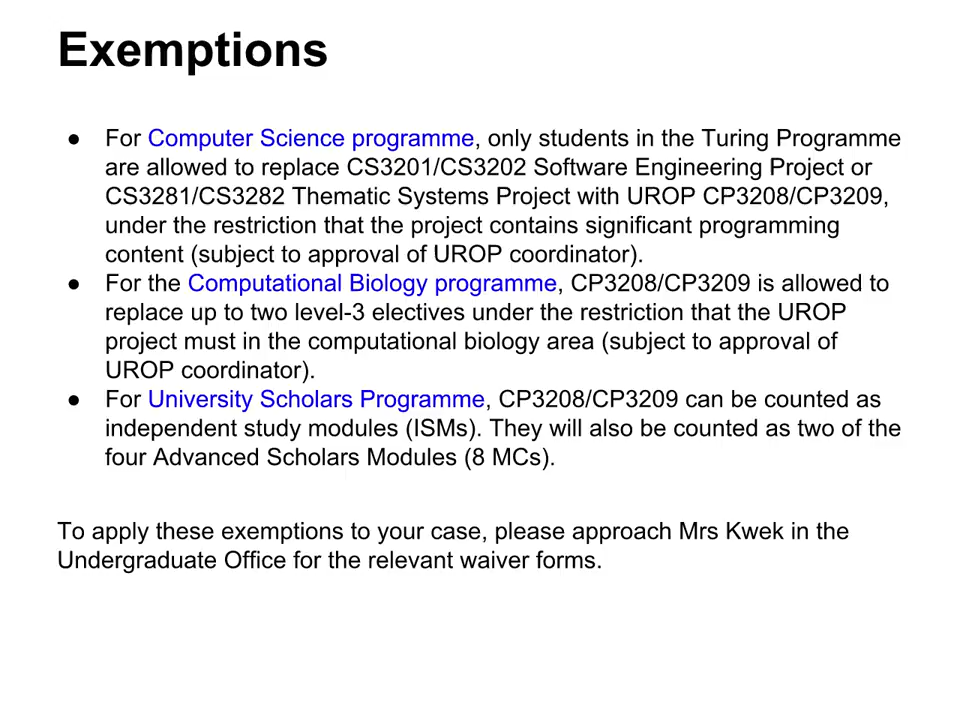 Exemptions
● For Computer Science programme, only students in the Turing Programme
are allowed to replace CS3201/CS3202 Software Engineering Project or
CS3281/CS3282 Thematic Systems Project with UROP CP3208/CP3209,
under the restriction that the project contains significant programming
content (subject to approval of UROP coordinator).
● For the Computational Biology programme, CP3208/CP3209 is allowed to
replace up to two level-3 electives under the restriction that the UROP
project must in the computational biology area (subject to approval of
UROP coordinator).
● For University Scholars Programme, CP3208/CP3209 can be counted as
independent study modules (ISMs). They will also be counted as two of the
four Advanced Scholars Modules (8 MCs).
To apply these exemptions to your case, please approach Mrs Kwek in the
Undergraduate Office for the relevant waiver forms.